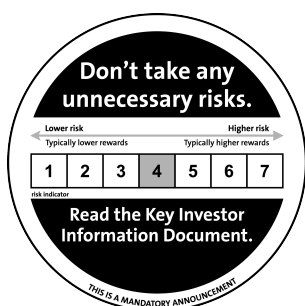 Don't take any
unnecessary risks.
Lower risk Higher risk
Typically lower rewards Typically higher rewards
1 2 3 4 5 6 7
risk indicator
Read the Key Investor
Information Document.
THIS IS A MANDATORY ANNOUNCEMENT